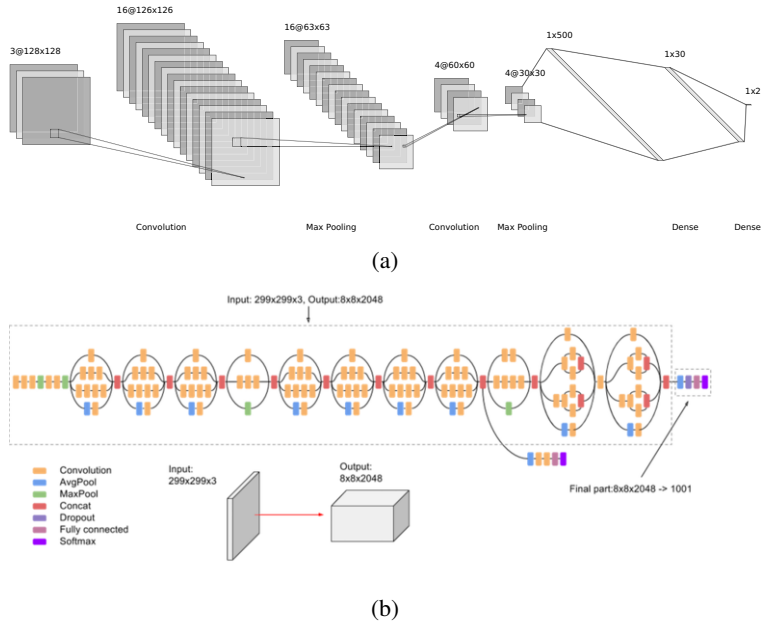 3@128x128
16@126x126
16@63x63
4@60x60
4@30x30
1x500
1x30
1x2
Convolution
Max Pooling
Convolution
Max Pooling
Dense
Dense
(a)
Input: 299x299x3, Output:8x8x2048
Convolution
AvgPool
MaxPool
Concat
Dropout
Fully connected
Softmax
Input:
299x299x3
Output:
8x8x2048
Final part:8x8x2048 -> 1001
(b)